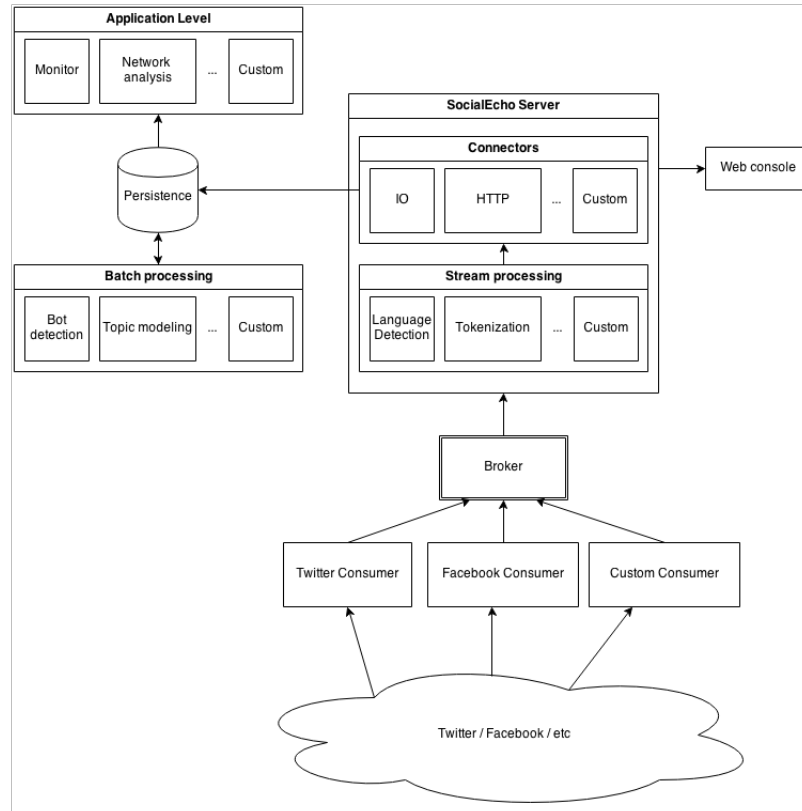 Application Level
Monitor
Network
analysis
...
Custom
Persistence
Batch processing
Bot
detection
Topic modeling
...
Custom
SocialEcho Server
Connectors
IO
HTTP
...
Custom
Stream processing
Language
Detection
Tokenization
...
Custom
Web console
Broker
Twitter Consumer
Facebook Consumer
Custom Consumer
Twitter / Facebook / etc